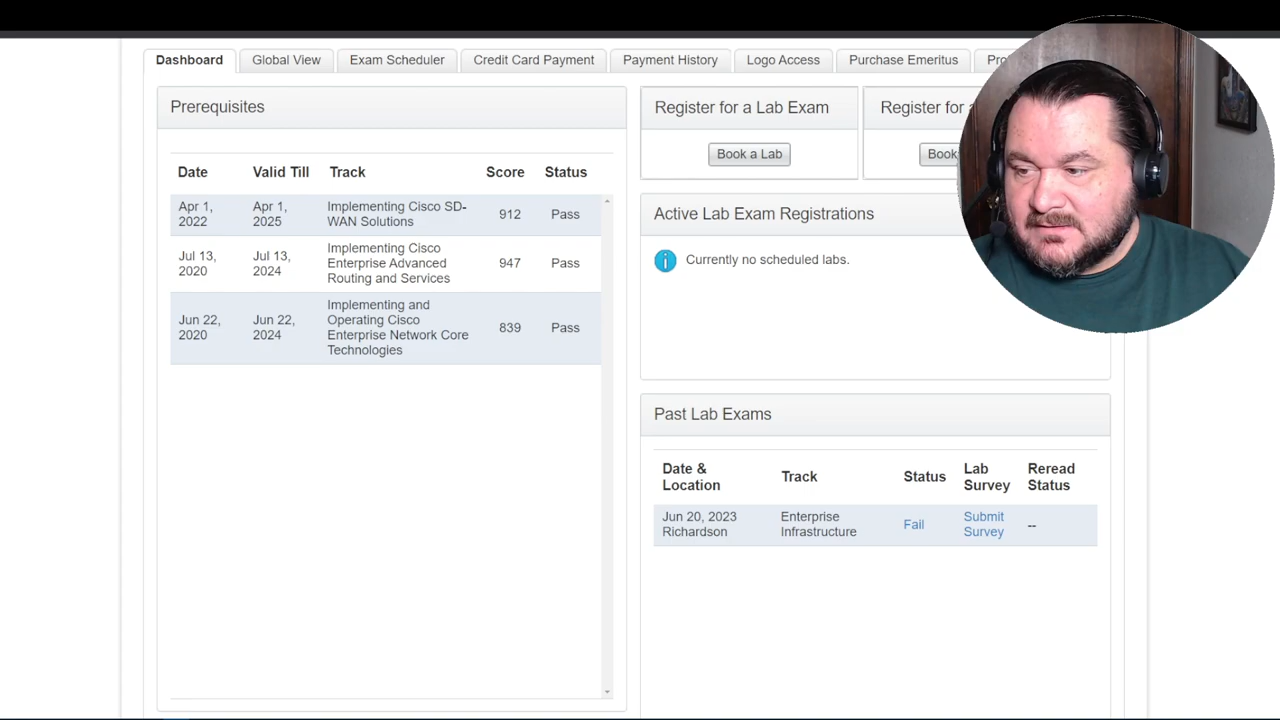 Dashboard
Global View
Exam Scheduler
Credit Card Payment
Payment History
Logo Access
Purchase Emeritus
Prerequisites
Date
Valid Till
Track
Score
Status
Apr 1,
2022
Apr 1,
2025
Implementing Cisco SD-
WAN Solutions
912
Pass
Jul 13,
2020
Jul 13,
2024
Implementing Cisco
Enterprise Advanced
Routing and Services
947
Pass
Jun 22,
2020
Jun 22,
2024
Implementing and
Operating Cisco
Enterprise Network Core
Technologies
839
Pass
Register for a Lab Exam
Book a Lab
Register for a
Book
Active Lab Exam Registrations
Currently no scheduled labs.
Past Lab Exams
Date &
Location
Track
Status
Lab
Survey
Reread
Status
Jun 20, 2023
Richardson
Enterprise
Infrastructure
Fail
Submit
Survey
--